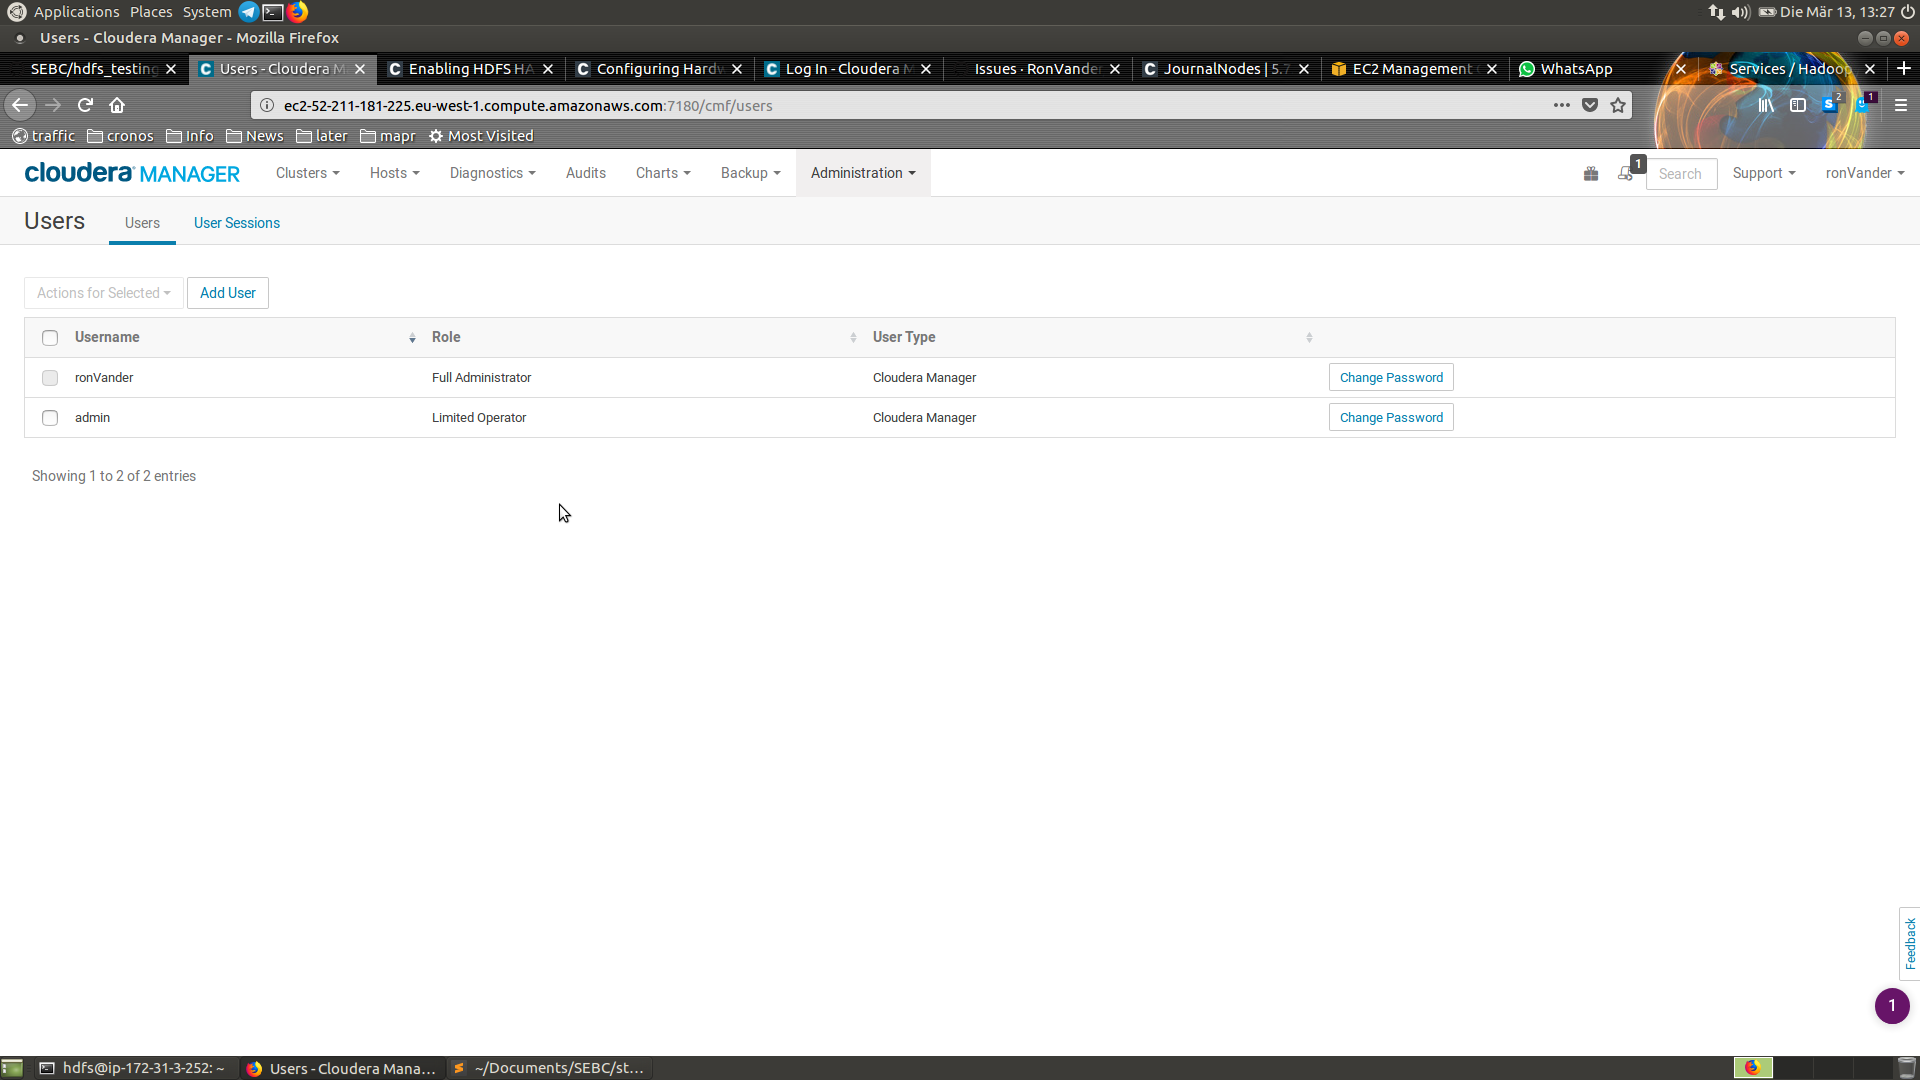 Applications Places System
Die Mär 13, 13:27
Users - Cloudera Manager - Mozilla Firefox
SEBC/hdfs_testing Users - Cloudera M Enabling HDFS HA Configuring Hardw Log In - Cloudera M Issues · RonVander JournalNodes | 5.7 EC2 Management WhatsApp Services / Hadoop
ec2-52-211-181-225.eu-west-1.compute.amazonaws.com:7180/cmf/users
2 1
traffic cronos Info News later mapr Most Visited
cloudera MANAGER Clusters Hosts Diagnostics Audits Charts Backup Administration 1 Search Support ronVander
Users Users User Sessions
Actions for Selected Add User
Username Role User Type
ronVander Full Administrator Cloudera Manager Change Password
admin Limited Operator Cloudera Manager Change Password
Showing 1 to 2 of 2 entries
Feedback
1
hdfs@ip-172-31-3-252: ~ Users - Cloudera Mana... ~/Documents/SEBC/st...